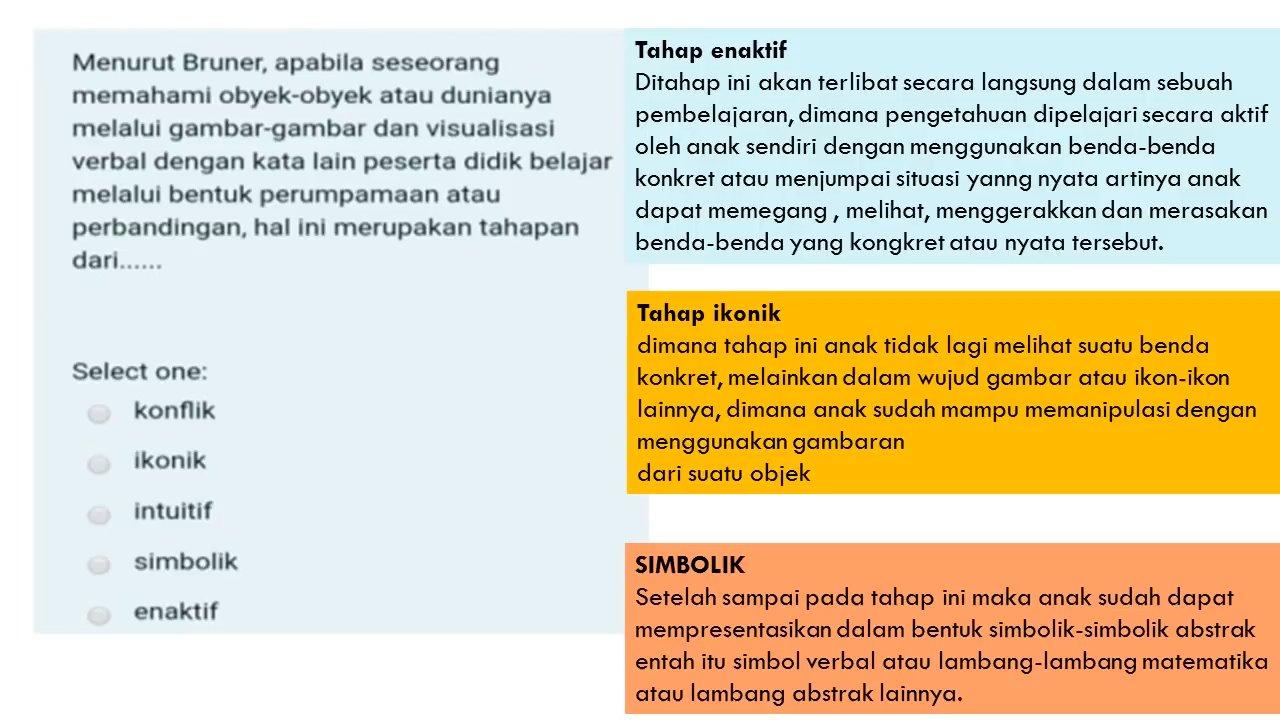 Menurut Bruner, apabila seseorang
memahami obyek-obyek atau dunianya
melalui gambar-gambar dan visualisasi
verbal dengan kata lain peserta didik belajar
melalui bentuk perumpamaan atau
perbandingan, hal ini merupakan tahapan
dari......
Select one:
konflik
ikonik
intuitif
simbolik
enaktif
Tahap enaktif
Ditahap ini akan terlibat secara langsung dalam sebuah
pembelajaran, dimana pengetahuan dipelajari secara aktif
oleh anak sendiri dengan menggunakan benda-benda
konkret atau menjumpai situasi yanng nyata artinya anak
dapat memegang , melihat, menggerakkan dan merasakan
benda-benda yang kongkret atau nyata tersebut.
Tahap ikonik
dimana tahap ini anak tidak lagi melihat suatu benda
konkret, melainkan dalam wujud gambar atau ikon-ikon
lainnya, dimana anak sudah mampu memanipulasi dengan
menggunakan gambaran
dari suatu objek
SIMBOLIK
Setelah sampai pada tahap ini maka anak sudah dapat
mempresentasikan dalam bentuk simbolik-simbolik abstrak
entah itu simbol verbal atau lambang-lambang matematika
atau lambang abstrak lainnya.